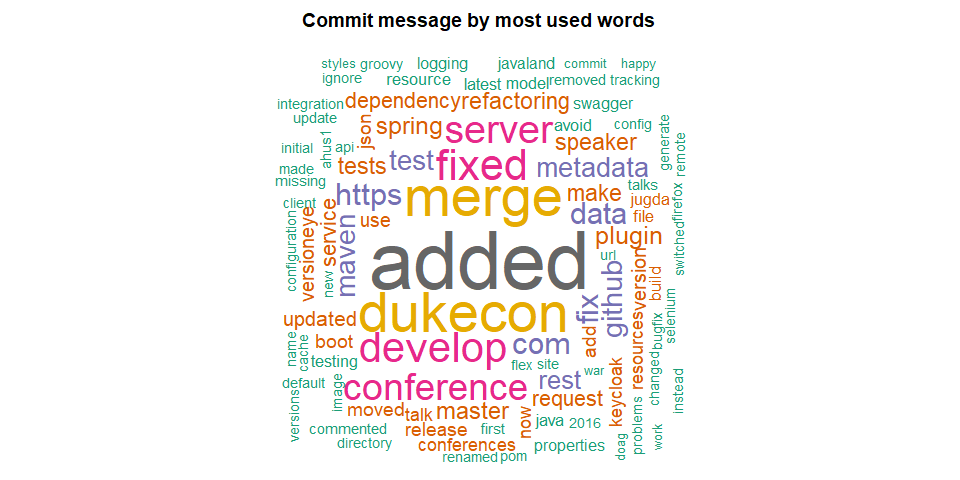 Commit message by most used words
styles groovy logging javaland commit happy
ignore resource latest model removed tracking
integration dependency refactoring swagger
update json spring server avoid config generate
initial ahus1 api tests test fixed metadata speaker remote
made missing https merge make talks
client versioneye service use data jugda file firefox
configuration new maven added plugin url switched
updated dukecon fix github resources version build
name cache boot develop com add bugfix selenium
testing flex site war changed
default image conference rest request keycloak instead
versions moved talk master now java 2016 problems
commented release first work
directory conferences properties doag
renamed pom